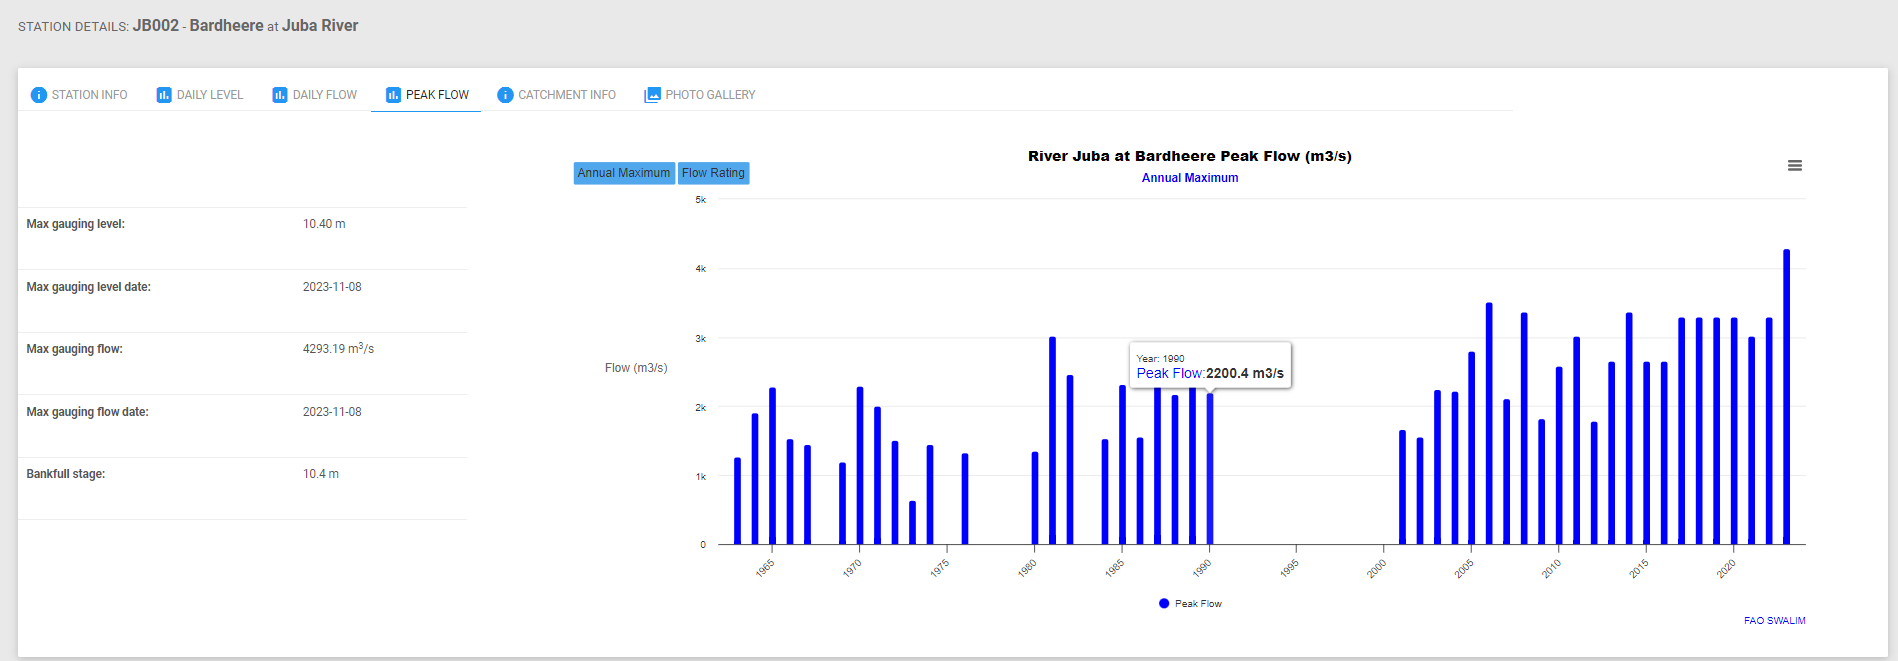 STATION DETAILS: JB002 - Bardheere at Juba River
STATION INFO DAILY LEVEL DAILY FLOW PEAK FLOW CATCHMENT INFO PHOTO GALLERY
Max gauging level: 10.40 m
Max gauging level date: 2023-11-08
Max gauging flow: 4293.19 m3/s
Max gauging flow date: 2023-11-08
Bankfull stage: 10.4 m
Annual Maximum Flow Rating
River Juba at Bardheere Peak Flow (m3/s)
Annual Maximum
Flow (m3/s)
5k
4k
3k
2k
1k
0
Year: 1990
Peak Flow:2200.4 m3/s
1965 1970 1975 1980 1985 1990 1995 2000 2005 2010 2015 2020
Peak Flow
FAO SWALIM